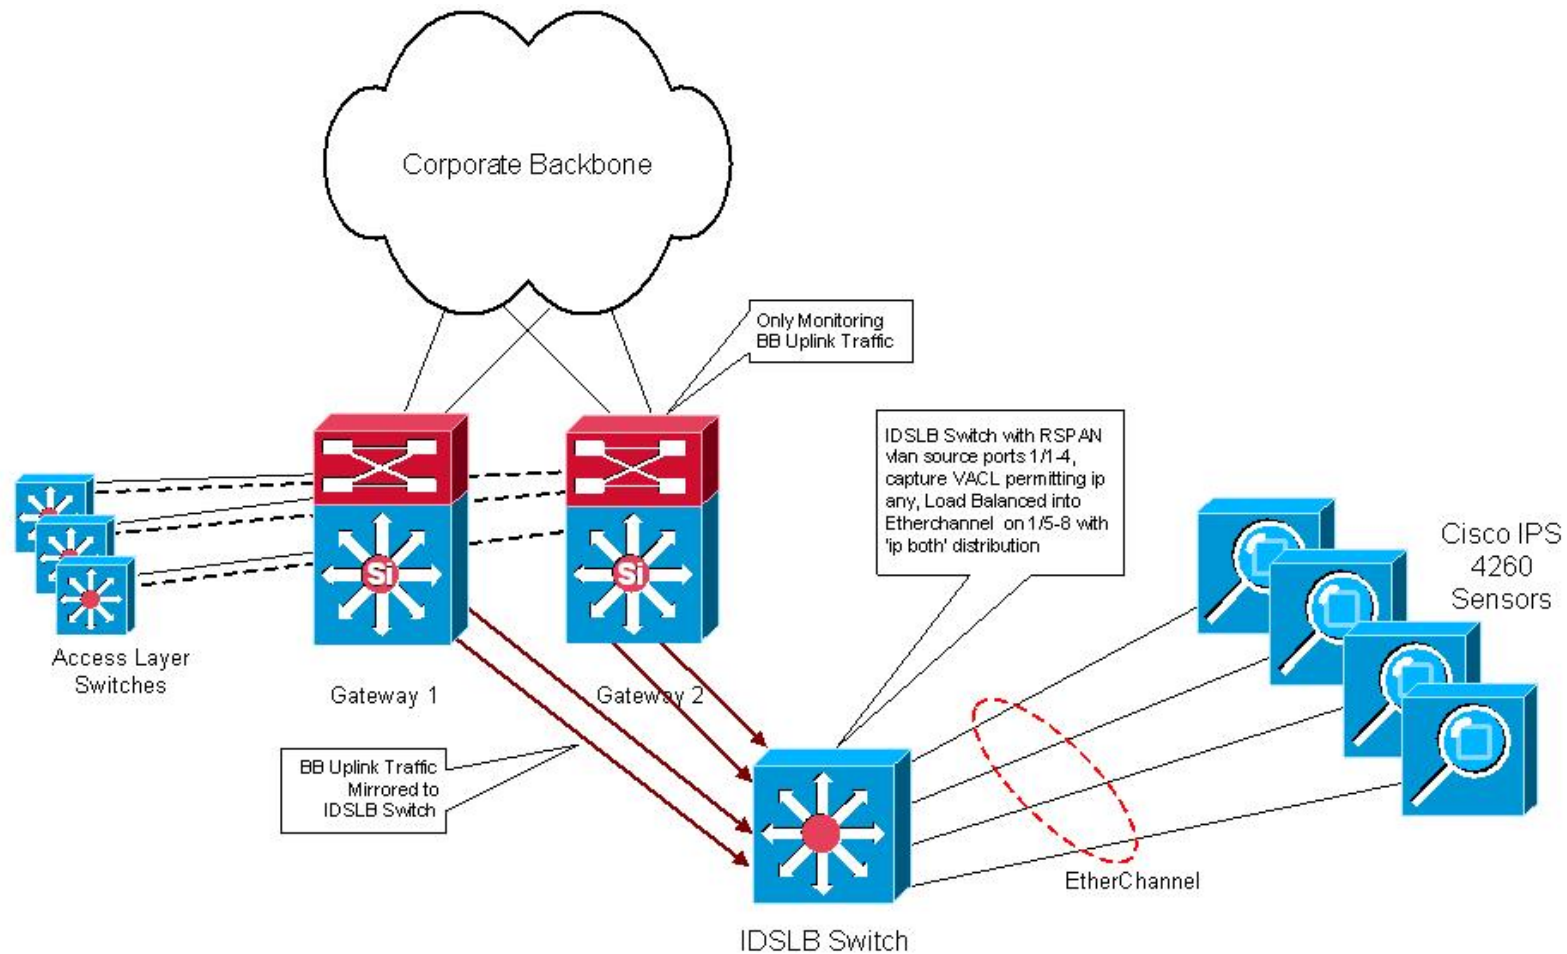 Corporate Backbone
Only Monitoring
BB Uplink Traffic
IDSLB Switch with RSPAN
vlan source ports 1/1-4,
capture VACL permitting ip
any, Load Balanced into
Etherchannel on 1/5-8 with
'ip both' distribution
Cisco IPS
4260
Sensors
Si
Si
Access Layer
Switches
Gateway 1
Gateway 2
BB Uplink Traffic
Mirrored to
IDSLB Switch
EtherChannel
IDSLB Switch